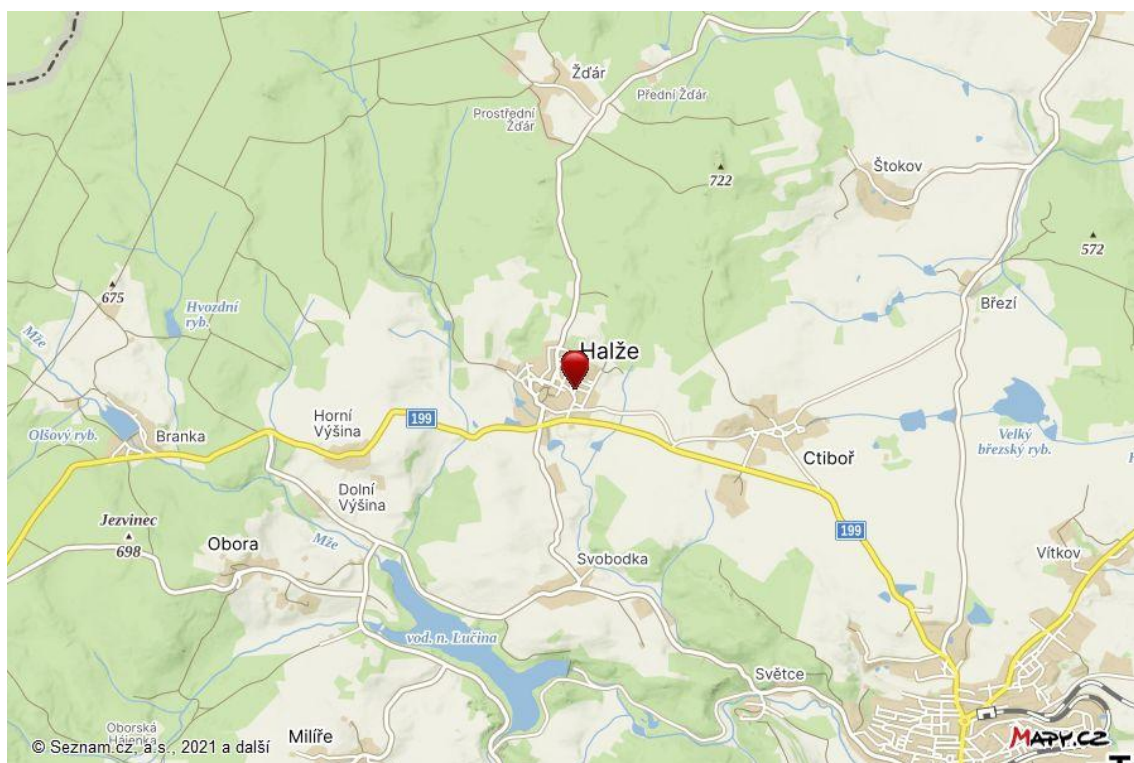 Žďár
Přední Žďár
Prostřední
Žďár
722
Štokov
572
675
Hvozdní
ryb.
Březí
Mže
Halže
Olšový ryb.
Branka
Horní
Výšina
199
Velký
březský ryb.
Ctiboř
Dolní
Výšina
Jezvinec
698
Mže
199
Obora
Svobodka
Vítkov
vod. n. Lučina
Světce
Oborská
Hájenka
Milíře
© Seznam.cz, a.s., 2021 a další
MAPY.CZ